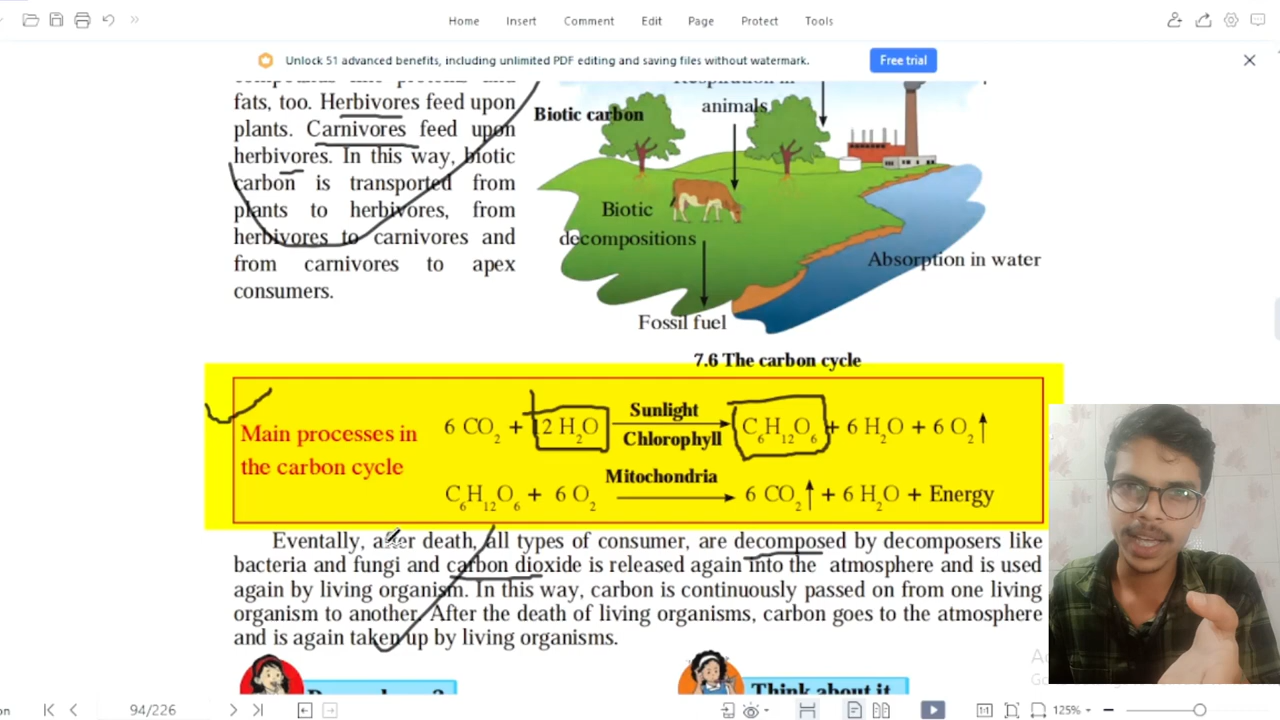 Home Insert Comment Edit Page Protect Tools
Unlock 51 advanced benefits, including unlimited PDF editing and saving files without watermark. Free trial
fats, too. Herbivores feed upon
plants. Carnivores feed upon
herbivores. In this way, biotic
carbon is transported from
plants to herbivores, from
herbivores to carnivores and
from carnivores to apex
consumers.
Respiration in
animals
Biotic carbon
Biotic
decompositions
Absorption in water
Fossil fuel
7.6 The carbon cycle
Main processes in
the carbon cycle
6 CO₂ + 12 H₂O Sunlight Chlorophyll → C₆H₁₂O₆ + 6 H₂O + 6 O₂ ↑
C₆H₁₂O₆ + 6 O₂ Mitochondria → 6 CO₂ ↑ + 6 H₂O + Energy
Eventally, after death, all types of consumer, are decomposed by decomposers like
bacteria and fungi and carbon dioxide is released again into the atmosphere and is used
again by living organism. In this way, carbon is continuously passed on from one living
organism to another. After the death of living organisms, carbon goes to the atmosphere
and is again taken up by living organisms.
Think about it
94/226
1:1
125%